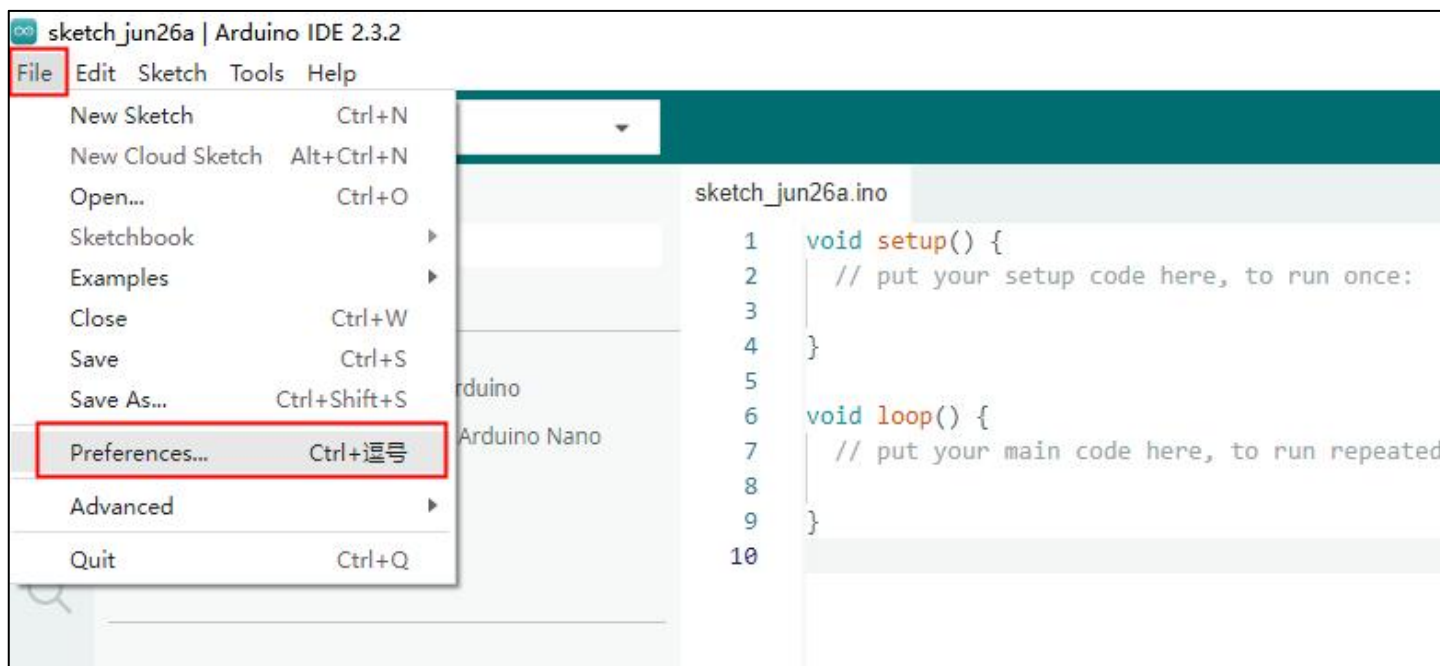 sketch_jun26a | Arduino IDE 2.3.2
File Edit Sketch Tools Help
New Sketch Ctrl+N
New Cloud Sketch Alt+Ctrl+N
Open... Ctrl+O
Sketchbook
Examples
Close Ctrl+W
Save Ctrl+S
Save As... Ctrl+Shift+S
Preferences... Ctrl+逗号
Advanced
Quit Ctrl+Q
rduino
Arduino Nano
sketch_jun26a.ino
1 void setup() {
2 // put your setup code here, to run once:
3
4 }
5
6 void loop() {
7 // put your main code here, to run repeated
8
9 }
10